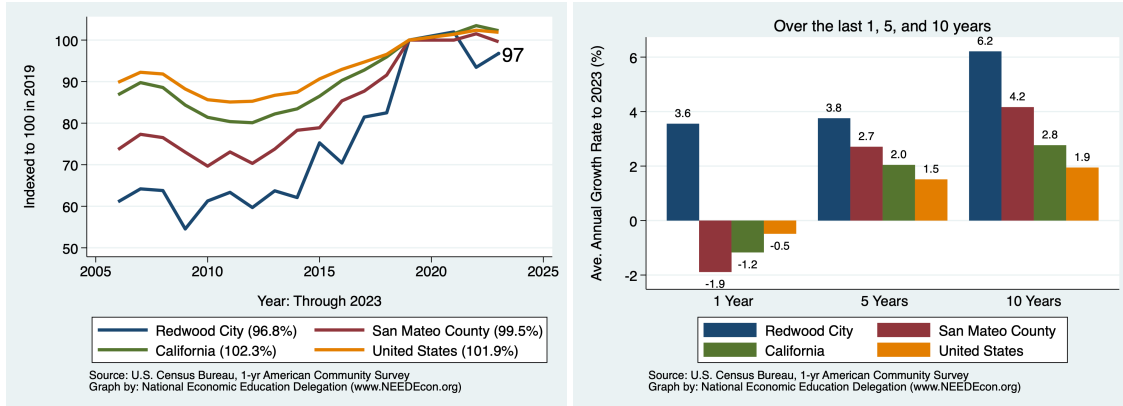 Indexed to 100 in 2019
100
90
80
70
60
50
97
2005 2010 2015 2020 2025
Year: Through 2023
Redwood City (96.8%) San Mateo County (99.5%)
California (102.3%) United States (101.9%)
Source: U.S. Census Bureau, 1-yr American Community Survey
Graph by: National Economic Education Delegation (www.NEEDEcon.org)
Over the last 1, 5, and 10 years
Ave. Annual Growth Rate to 2023 (%)
6
4
2
0
-2
3.6
-1.9
-1.2
-0.5
3.8
2.7
2.0
1.5
6.2
4.2
2.8
1.9
1 Year 5 Years 10 Years
Redwood City San Mateo County
California United States
Source: U.S. Census Bureau, 1-yr American Community Survey
Graph by: National Economic Education Delegation (www.NEEDEcon.org)